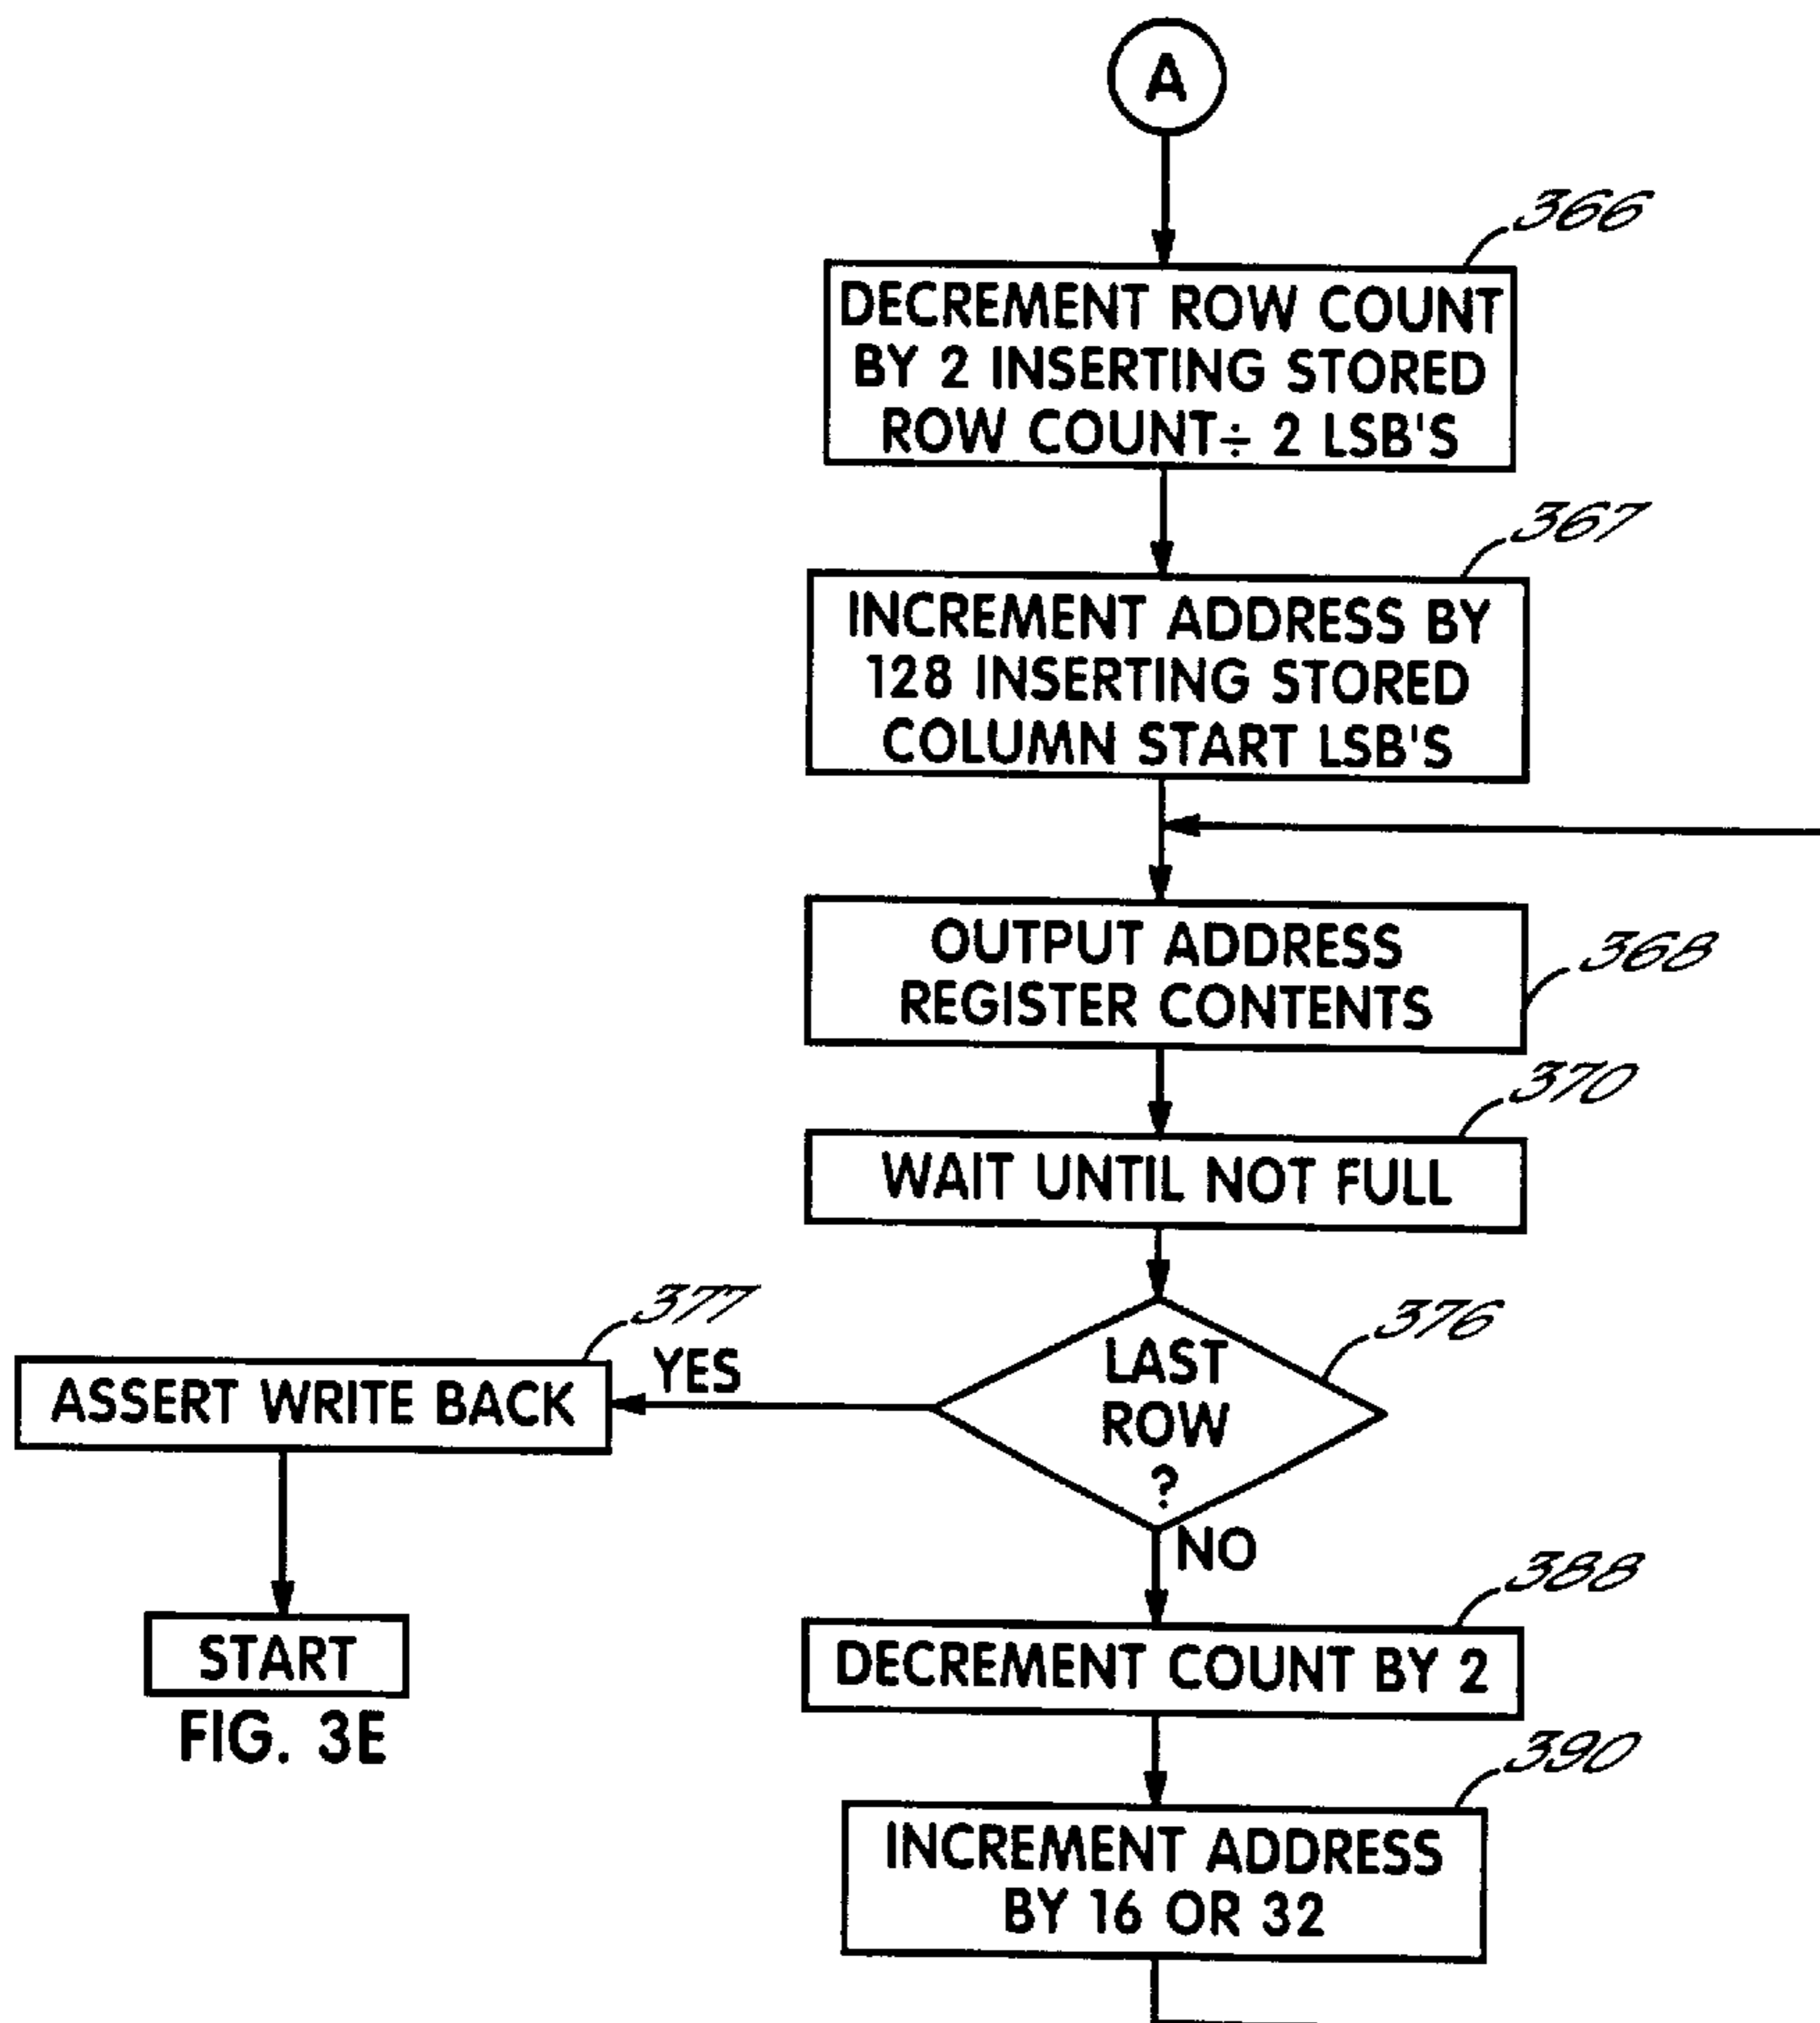 A
366
DECREMENT ROW COUNT
BY 2 INSERTING STORED
ROW COUNT ÷ 2 LSB'S
367
INCREMENT ADDRESS BY
128 INSERTING STORED
COLUMN START LSB'S
368
OUTPUT ADDRESS
REGISTER CONTENTS
370
WAIT UNTIL NOT FULL
376
LAST
ROW
?
YES
377
ASSERT WRITE BACK
START
FIG. 3E
NO
388
DECREMENT COUNT BY 2
390
INCREMENT ADDRESS
BY 16 OR 32